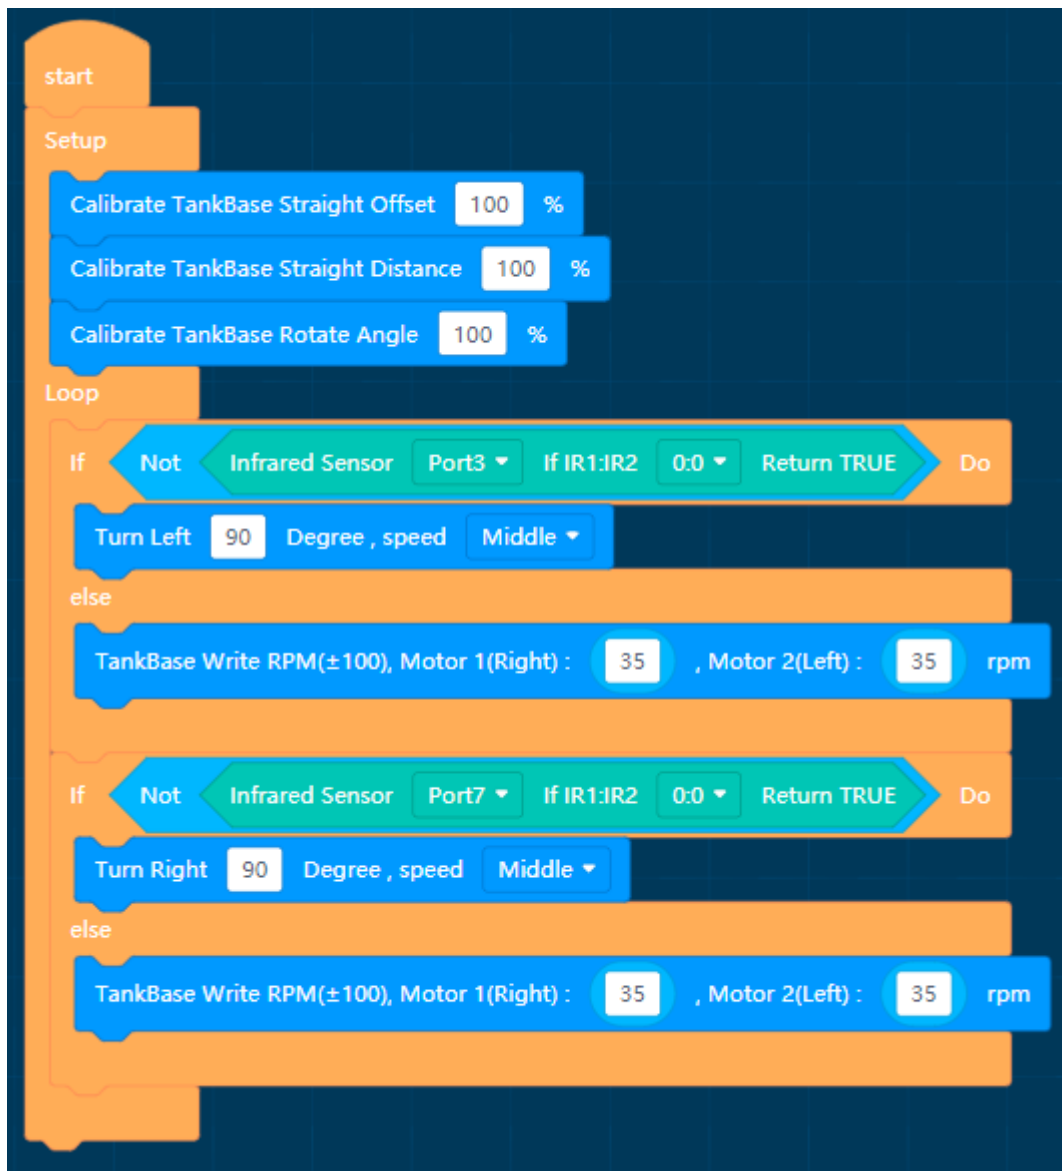 start
Setup
Calibrate TankBase Straight Offset 100 %
Calibrate TankBase Straight Distance 100 %
Calibrate TankBase Rotate Angle 100 %
Loop
If Not Infrared Sensor Port3 If IR1:IR2 0:0 Return TRUE Do
Turn Left 90 Degree , speed Middle
else
TankBase Write RPM(±100), Motor 1(Right) : 35 , Motor 2(Left) : 35 rpm
If Not Infrared Sensor Port7 If IR1:IR2 0:0 Return TRUE Do
Turn Right 90 Degree , speed Middle
else
TankBase Write RPM(±100), Motor 1(Right) : 35 , Motor 2(Left) : 35 rpm